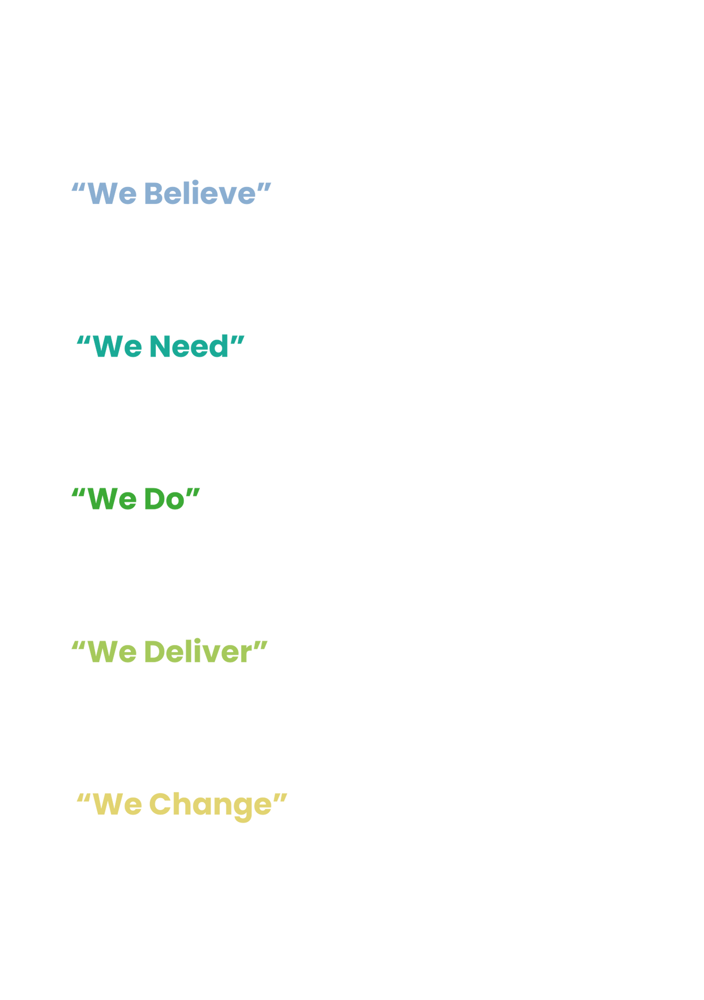 “We Believe”
“We Need”
“We Do”
“We Deliver”
“We Change”